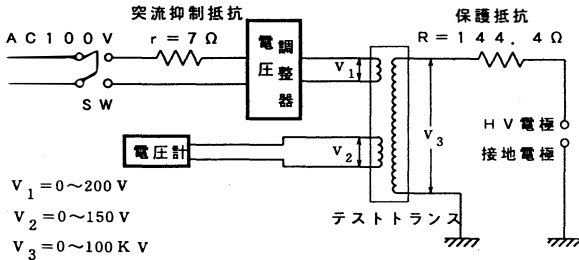 突流抑制抵抗
保護抵抗
AC100V
r=7Ω
R=144.4Ω
電圧
調整器
SW
V1
V2
V3
HV電極
接地電極
電圧計
テストトランス
V1=0~200V
V2=0~150V
V3=0~100KV